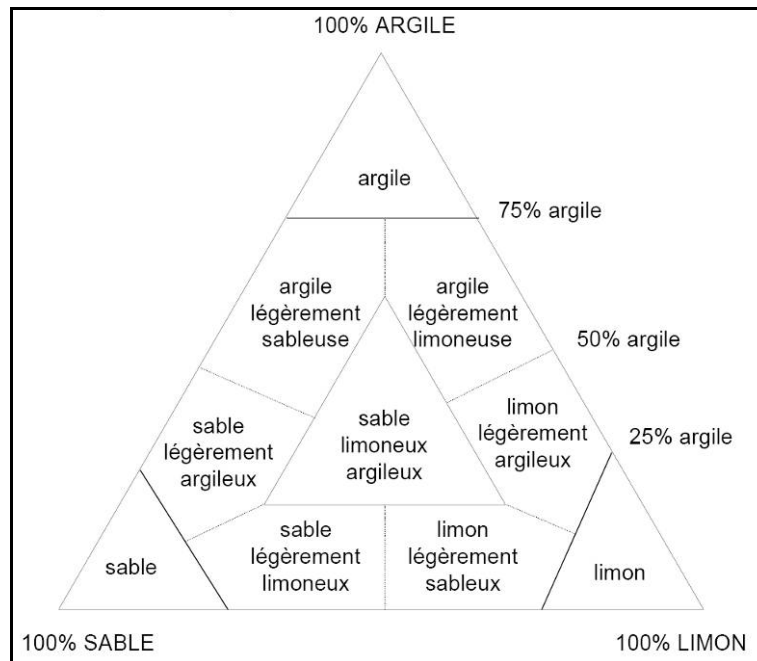 100% ARGILE
argile
75% argile
argile
légèrement
sableuse
argile
légèrement
limoneuse
50% argile
sable
légèrement
argileux
sable
limoneux
argileux
limon
légèrement
argileux
25% argile
sable
sable
légèrement
limoneux
limon
légèrement
sableux
limon
100% SABLE
100% LIMON